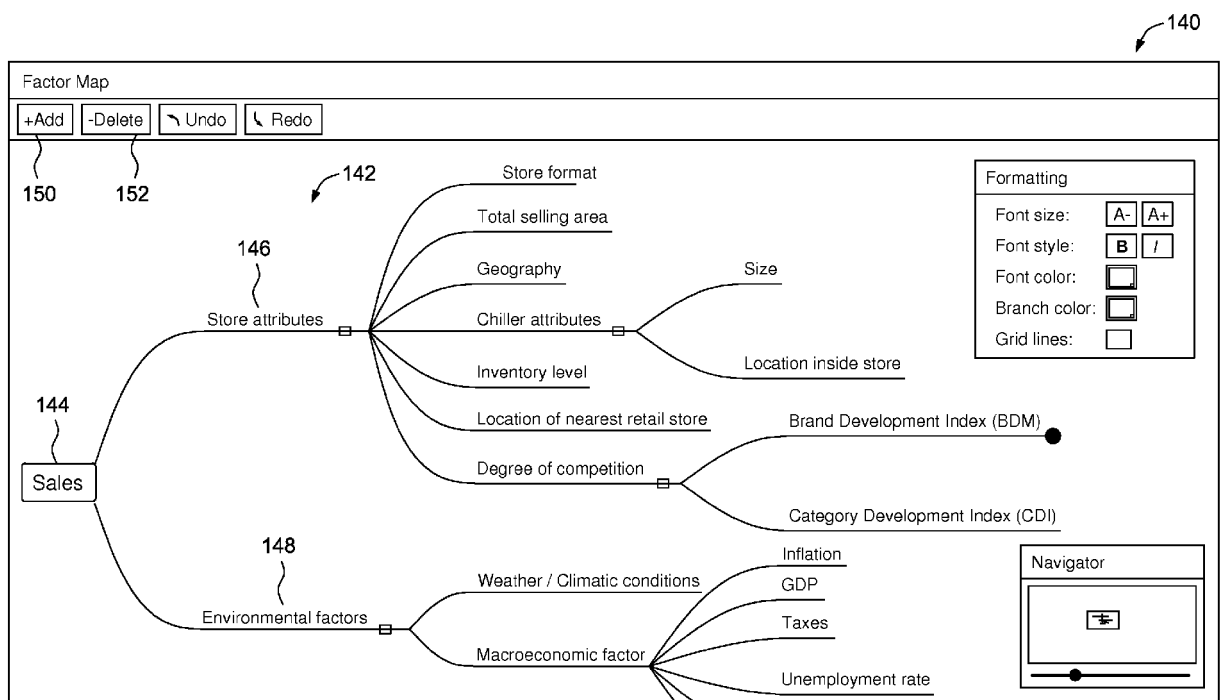 140
Factor Map
+Add
-Delete
Undo
Redo
150
152
142
Store format
Total selling area
146
Geography
Size
Store attributes
Chiller attributes
Location inside store
Inventory level
144
Location of nearest retail store
Brand Development Index (BDM)
Sales
Degree of competition
Category Development Index (CDI)
148
Inflation
Weather / Climatic conditions
GDP
Environmental factors
Taxes
Macroeconomic factor
Unemployment rate
Formatting
Font size: A- A+
Font style: B I
Font color:
Branch color:
Grid lines:
Navigator